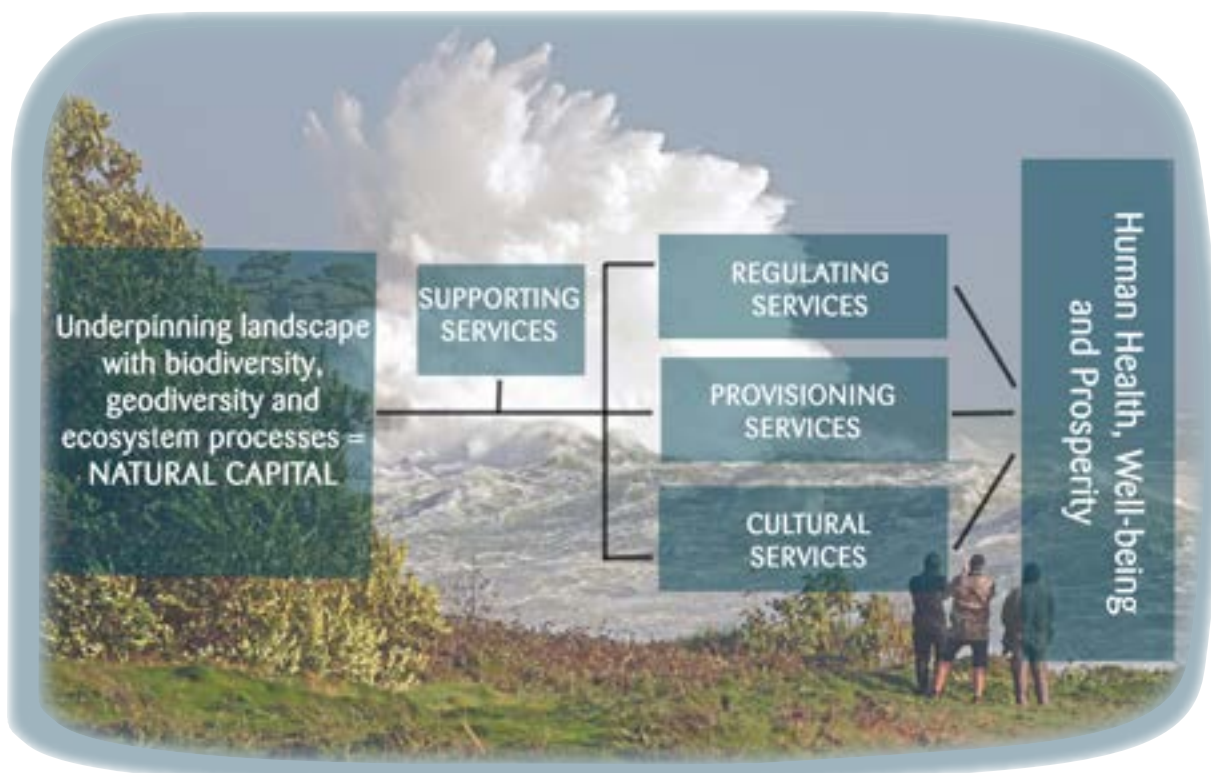 Underpinning landscape
with biodiversity,
geodiversity and
ecosystem processes =
NATURAL CAPITAL
SUPPORTING
SERVICES
REGULATING
SERVICES
PROVISIONING
SERVICES
CULTURAL
SERVICES
Human Health, Well-being
and Prosperity